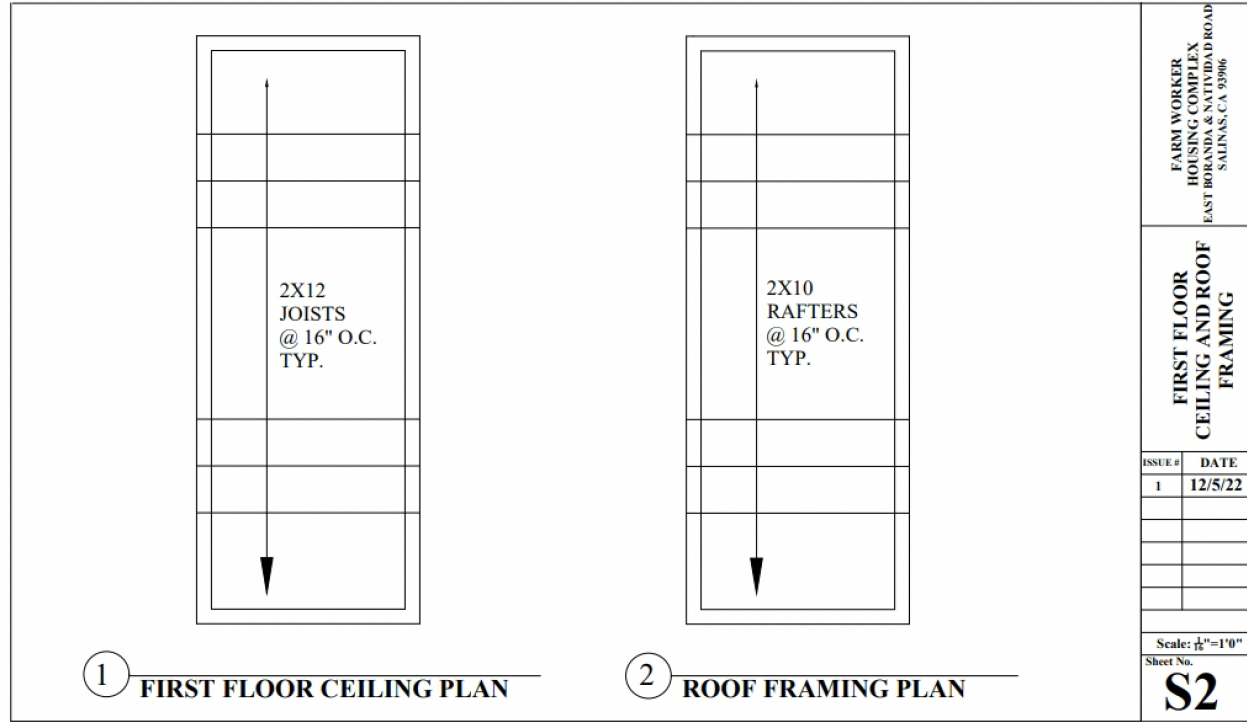 2X12
JOISTS
@ 16" O.C.
TYP.
2X10
RAFTERS
@ 16" O.C.
TYP.
1
FIRST FLOOR CEILING PLAN
2
ROOF FRAMING PLAN
FARM WORKER
HOUSING COMPLEX
EAST BORANDA & NATIVIDAD ROAD
SALINAS, CA 93906
FIRST FLOOR
CEILING AND ROOF
FRAMING
ISSUE # DATE
1 12/5/22
Scale: 1/16"=1'0"
Sheet No.
S2